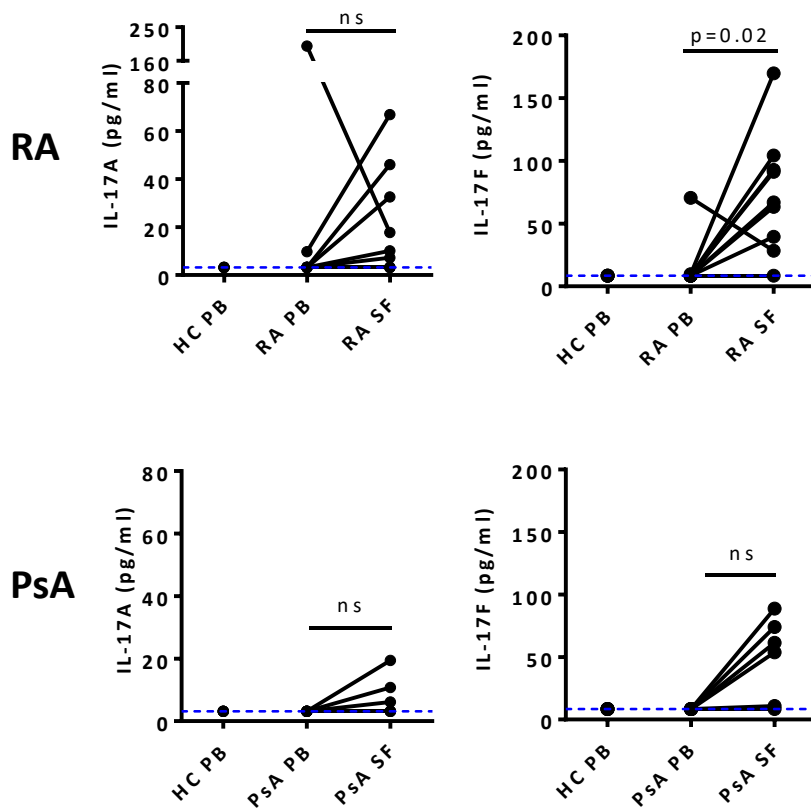 RA
IL-17A (pg/ml)
250
160
80
60
40
20
0
ns
HC PB
RA PB
RA SF
IL-17F (pg/ml)
200
150
100
50
0
p=0.02
HC PB
RA PB
RA SF
PsA
IL-17A (pg/ml)
80
60
40
20
0
ns
HC PB
PsA PB
PsA SF
IL-17F (pg/ml)
200
150
100
50
0
ns
HC PB
PsA PB
PsA SF